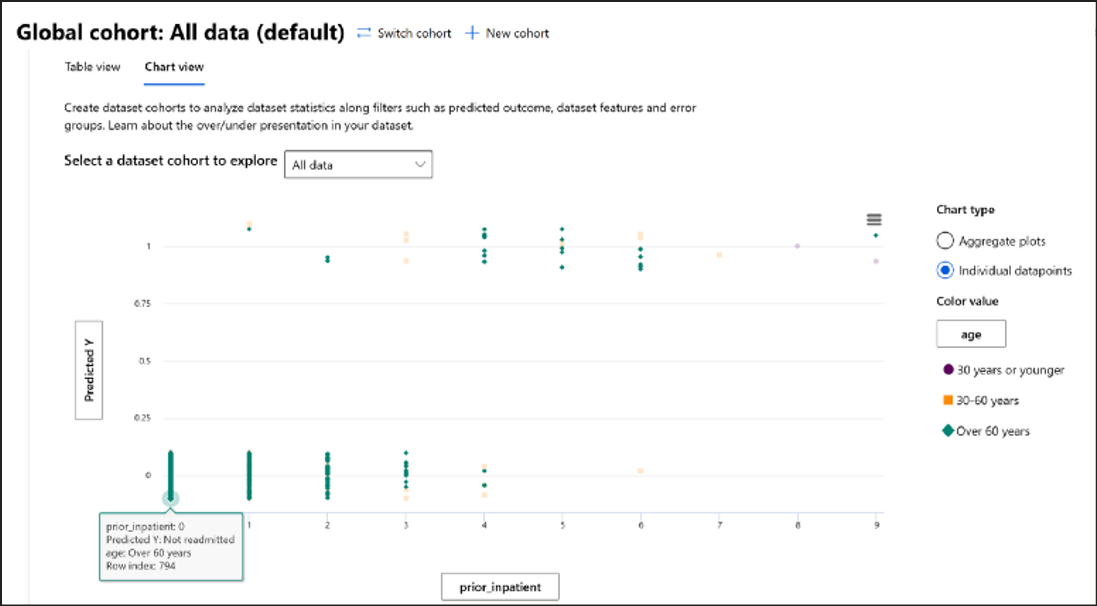 Global cohort: All data (default) Switch cohort New cohort
Table view Chart view
Create dataset cohorts to analyze dataset statistics along filters such as predicted outcome, dataset features and error
groups. Learn about the over/under presentation in your dataset.
Select a dataset cohort to explore All data
Chart type
Aggregate plots
Individual datapoints
Color value
age
30 years or younger
30-60 years
Over 60 years
Predicted Y
1
0.75
0.5
0.25
0
1 2 3 4 5 6 7 8 9
prior_inpatient: 0
Predicted Y: Not readmitted
age: Over 60 years
Row index: 794
prior_inpatient